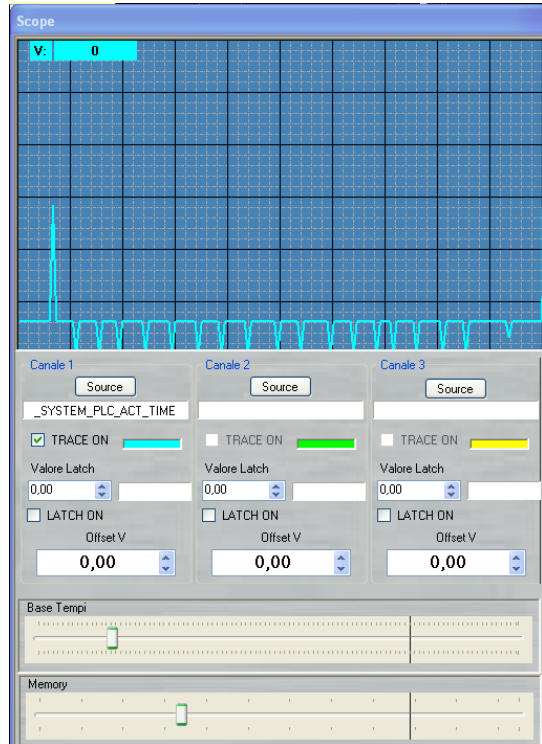 Scope
V: 0
Canale 1 Canale 2 Canale 3
Source Source Source
_SYSTEM_PLC_ACT_TIME
TRACE ON TRACE ON TRACE ON
Valore Latch Valore Latch Valore Latch
0,00 0,00 0,00
LATCH ON LATCH ON LATCH ON
Offset V Offset V Offset V
0,00 0,00 0,00
Base Tempi
Memory